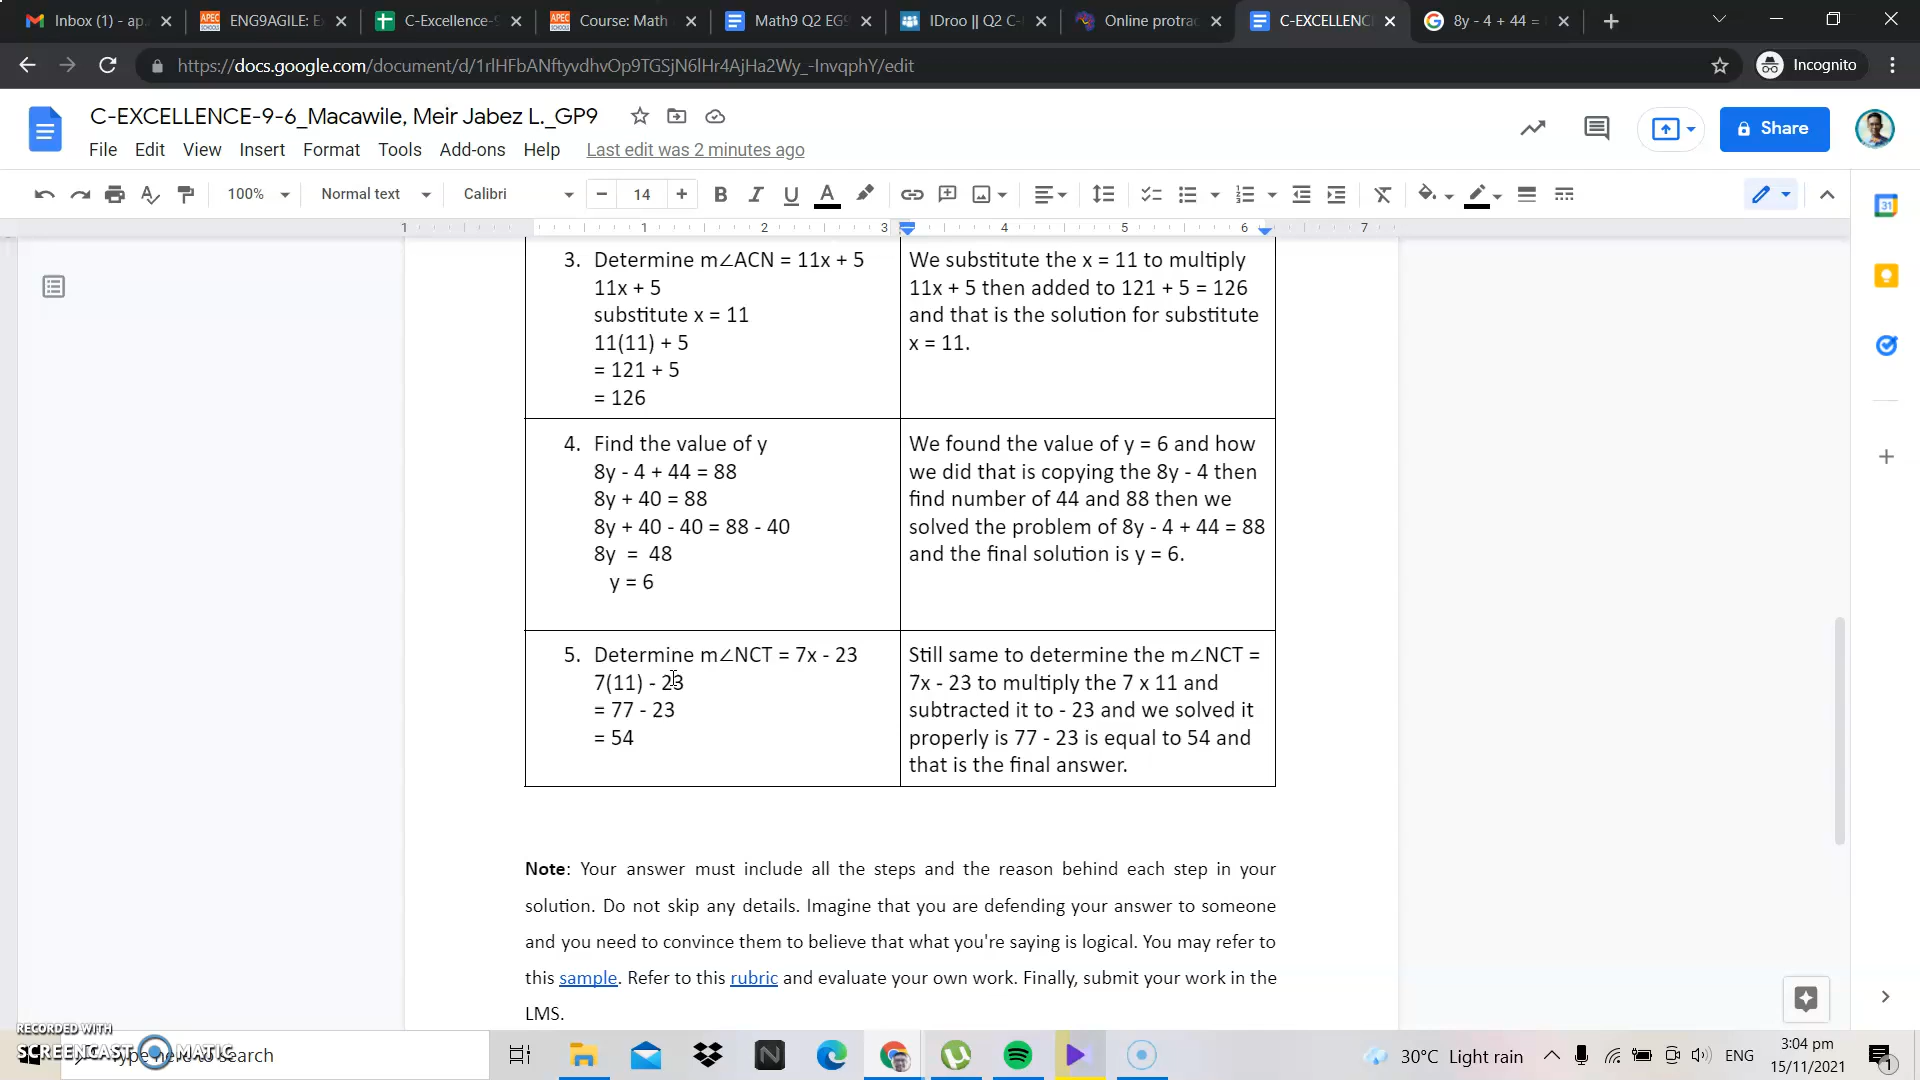 Inbox (1) - ap.
ENG9AGILE: E
C-Excellence-9
Course: Math
Math9 Q2 EG9
IDroo || Q2 C-
Online protrac
C-EXCELLENC
8y - 4 + 44 =
https://docs.google.com/document/d/1rlHFbANftyvdhvOp9TGSjN6lHr4AjHa2Wy_-InvqphY/edit
Incognito
C-EXCELLENCE-9-6_Macawile, Meir Jabez L._GP9
Share
File Edit View Insert Format Tools Add-ons Help Last edit was 2 minutes ago
100% Normal text Calibri 14
1 1 2 3 4 5 6 7
3. Determine m∠ACN = 11x + 5
11x + 5
substitute x = 11
11(11) + 5
= 121 + 5
= 126
We substitute the x = 11 to multiply
11x + 5 then added to 121 + 5 = 126
and that is the solution for substitute
x = 11.
4. Find the value of y
8y - 4 + 44 = 88
8y + 40 = 88
8y + 40 - 40 = 88 - 40
8y = 48
y = 6
We found the value of y = 6 and how
we did that is copying the 8y - 4 then
find number of 44 and 88 then we
solved the problem of 8y - 4 + 44 = 88
and the final solution is y = 6.
5. Determine m∠NCT = 7x - 23
7(11) - 23
= 77 - 23
= 54
Still same to determine the m∠NCT =
7x - 23 to multiply the 7 x 11 and
subtracted it to - 23 and we solved it
properly is 77 - 23 is equal to 54 and
that is the final answer.
Note: Your answer must include all the steps and the reason behind each step in your
solution. Do not skip any details. Imagine that you are defending your answer to someone
and you need to convince them to believe that what you're saying is logical. You may refer to
this sample. Refer to this rubric and evaluate your own work. Finally, submit your work in the
LMS.
RECORDED WITH
SCREENCAST MATIC
Type here to search
30°C Light rain
ENG
3:04 pm
15/11/2021